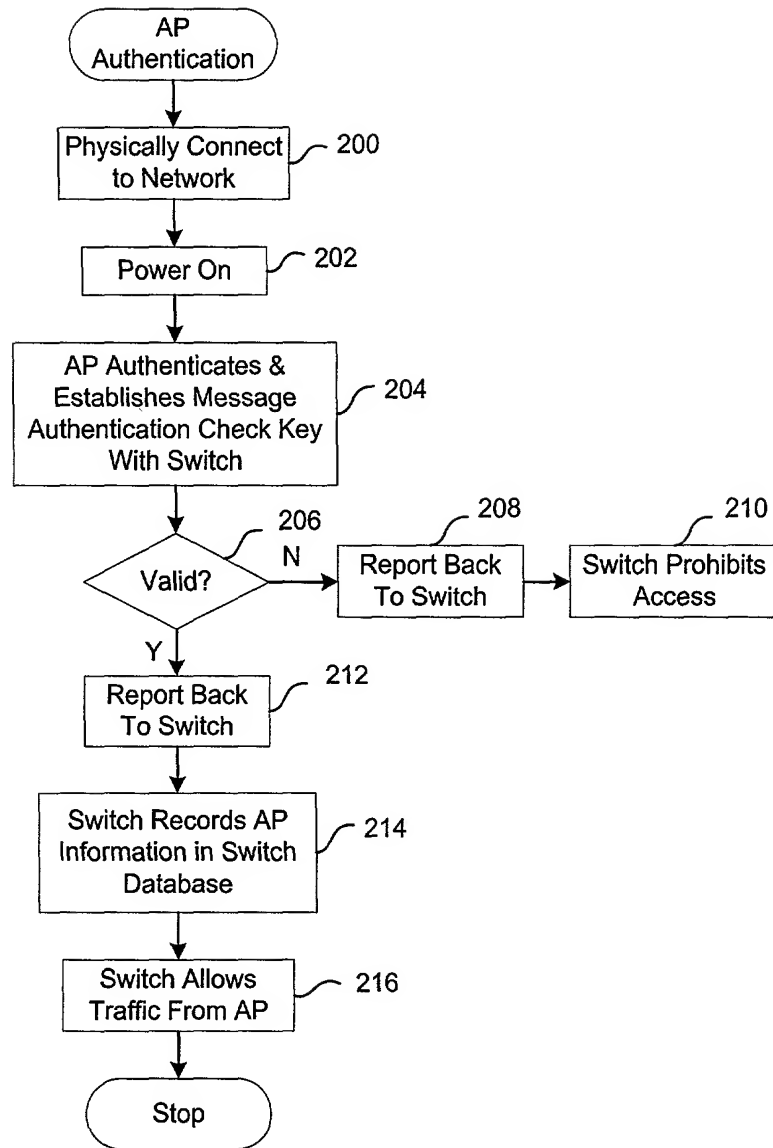 AP
Authentication
Physically Connect
to Network
200
Power On
202
AP Authenticates &
Establishes Message
Authentication Check Key
With Switch
204
206
Valid?
N
208
Report Back
To Switch
210
Switch Prohibits
Access
Y
212
Report Back
To Switch
Switch Records AP
Information in Switch
Database
214
Switch Allows
Traffic From AP
216
Stop